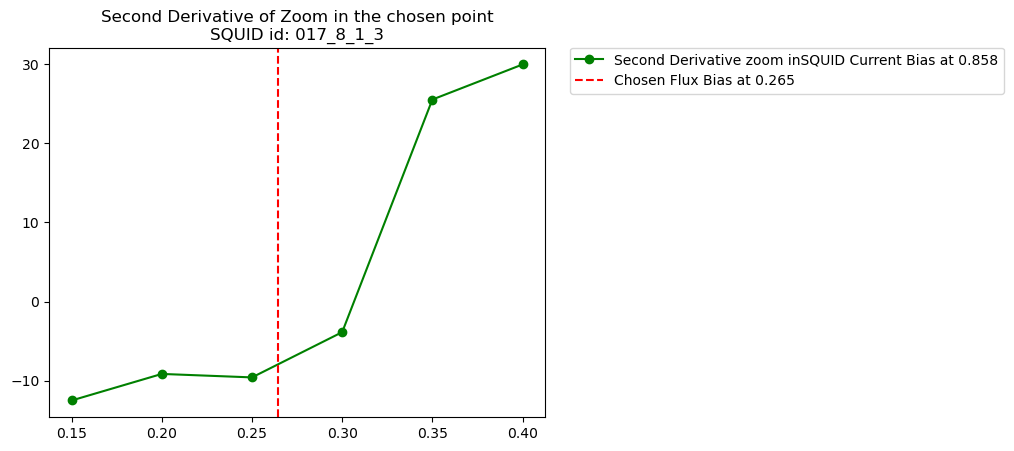 Second Derivative of Zoom in the chosen point
SQUID id: 017_8_1_3
Second Derivative zoom inSQUID Current Bias at 0.858
Chosen Flux Bias at 0.265
30
20
10
0
−10
0.15 0.20 0.25 0.30 0.35 0.40